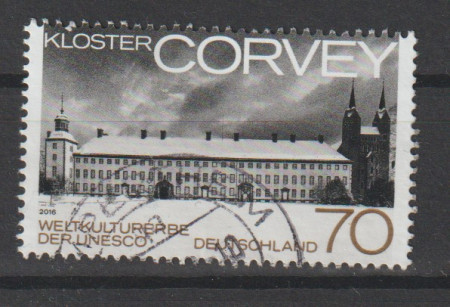 KLOSTER CORVEY
2016
WELTKULTURERBE
DER UNESCO DEUTSCHLAND 70